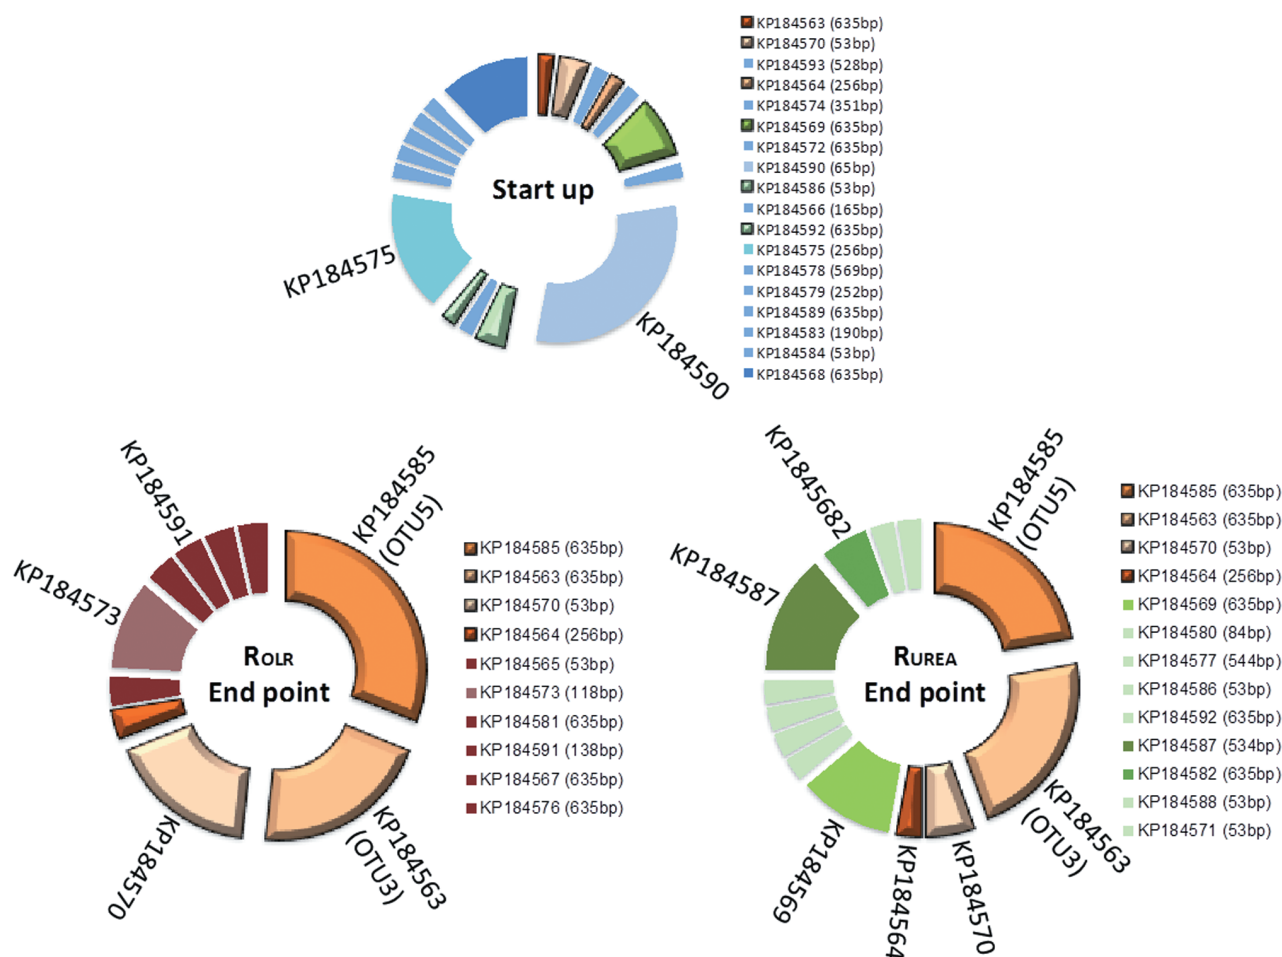 KP184563 (635bp)
KP184570 (53bp)
KP184593 (528bp)
KP184564 (256bp)
KP184574 (351bp)
KP184569 (635bp)
KP184572 (635bp)
KP184590 (65bp)
KP184586 (53bp)
KP184566 (165bp)
KP184592 (635bp)
KP184575 (256bp)
KP184578 (569bp)
KP184579 (252bp)
KP184589 (635bp)
KP184583 (190bp)
KP184584 (53bp)
KP184568 (635bp)
Start up
KP184575
KP184590
KP184591
KP184585
(OTU5)
KP184573
ROLR
End point
KP184570
KP184563
(OTU3)
KP184585 (635bp)
KP184563 (635bp)
KP184570 (53bp)
KP184564 (256bp)
KP184565 (53bp)
KP184573 (118bp)
KP184581 (635bp)
KP184591 (138bp)
KP184567 (635bp)
KP184576 (635bp)
KP1845682
KP184585
(OTU5)
KP184587
RUREA
End point
KP184569
KP184564
KP184570
KP184563
(OTU3)
KP184585 (635bp)
KP184563 (635bp)
KP184570 (53bp)
KP184564 (256bp)
KP184569 (635bp)
KP184580 (84bp)
KP184577 (544bp)
KP184586 (53bp)
KP184592 (635bp)
KP184587 (534bp)
KP184582 (635bp)
KP184588 (53bp)
KP184571 (53bp)